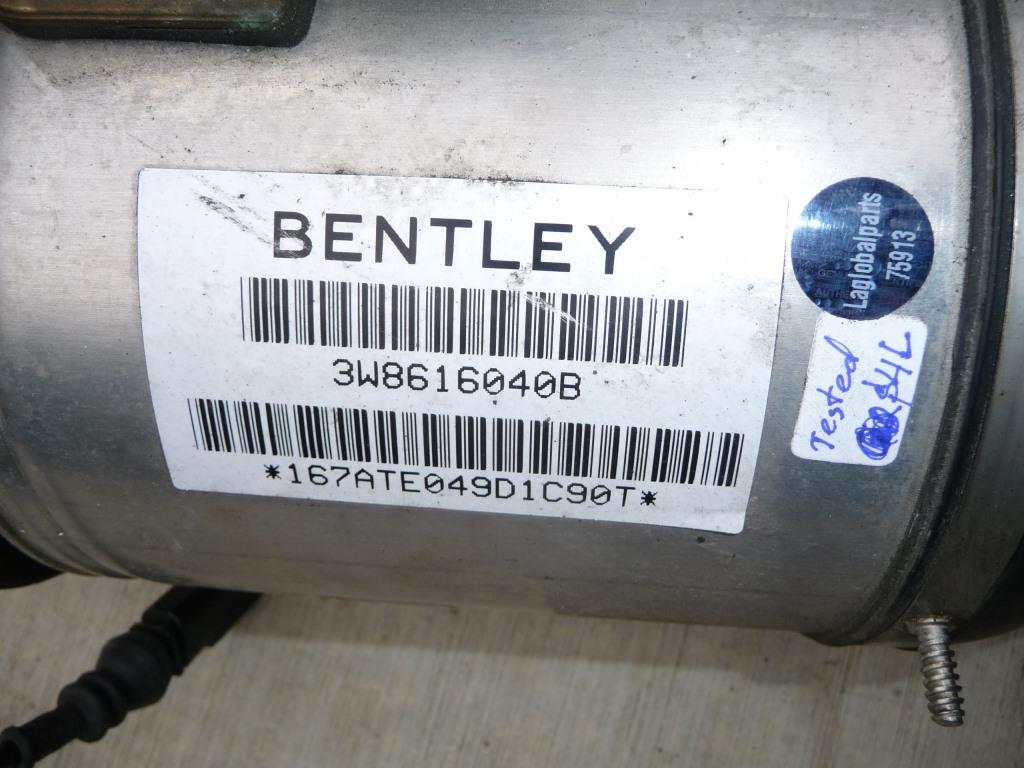 BENTLEY
3W8616040B
*167ATE049D1C90T*
Laglobalparts
75913
Tested